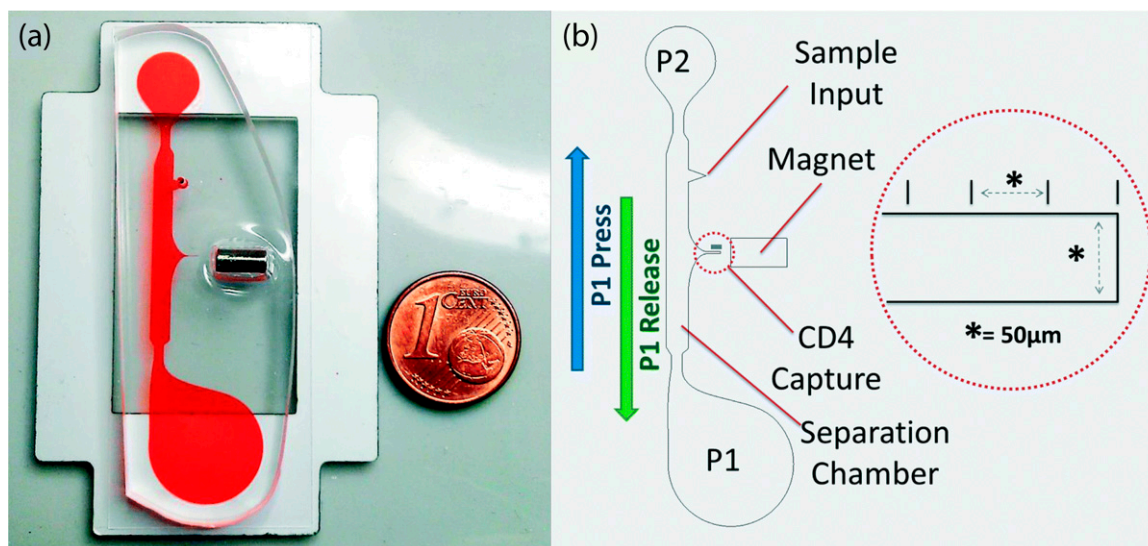 (a)
1
EURO
CENT
(b)
P2
Sample
Input
Magnet
P1 Press
P1 Release
*
*
*= 50µm
CD4
Capture
Separation
Chamber
P1